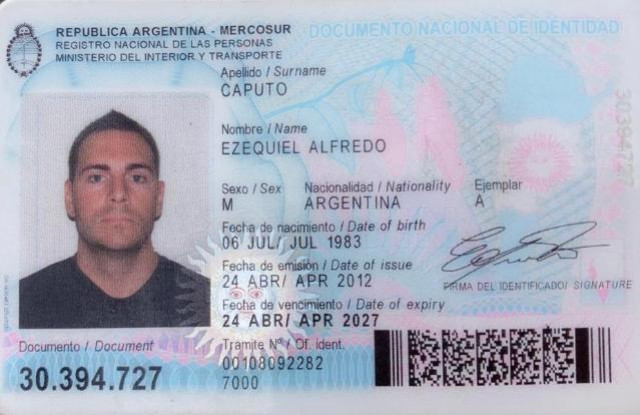 REPUBLICA ARGENTINA - MERCOSUR
REGISTRO NACIONAL DE LAS PERSONAS
MINISTERIO DEL INTERIOR Y TRANSPORTE
DOCUMENTO NACIONAL DE IDENTIDAD
Apellido / Surname
CAPUTO
Nombre / Name
EZEQUIEL ALFREDO
Sexo / Sex Nacionalidad / Nationality Ejemplar
M ARGENTINA A
Fecha de nacimiento / Date of birth
06 JUL/ JUL 1983
Fecha de emisión / Date of issue
24 ABR/ APR 2012
FIRMA DEL IDENTIFICADO/ SIGNATURE
Fecha de vencimiento / Date of expiry
24 ABR/ APR 2027
Documento / Document
30.394.727
Tramite Nº / Of. ident.
00108092282
7000
30394727